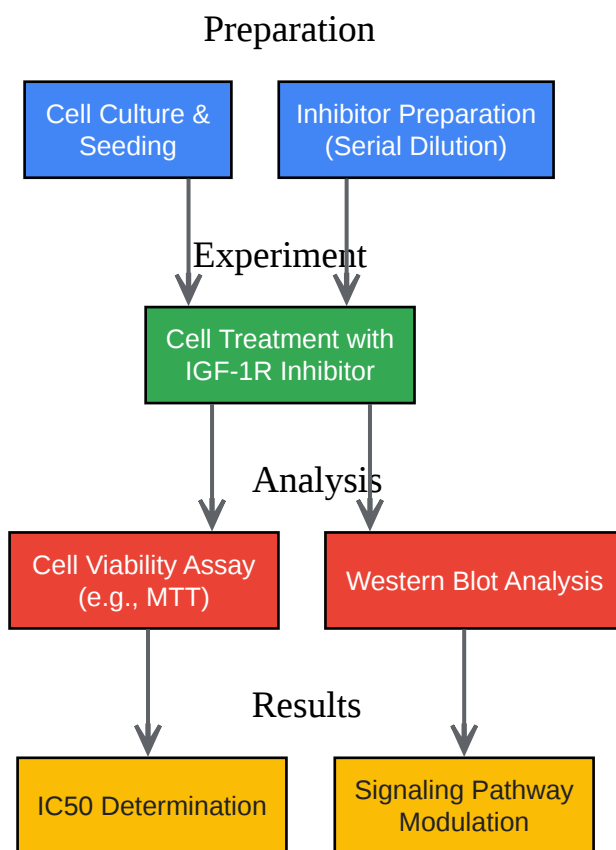 Preparation
Cell Culture &
Seeding
Inhibitor Preparation
(Serial Dilution)
Experiment
Cell Treatment with
IGF-1R Inhibitor
Analysis
Cell Viability Assay
(e.g., MTT)
Western Blot Analysis
Results
IC50 Determination
Signaling Pathway
Modulation